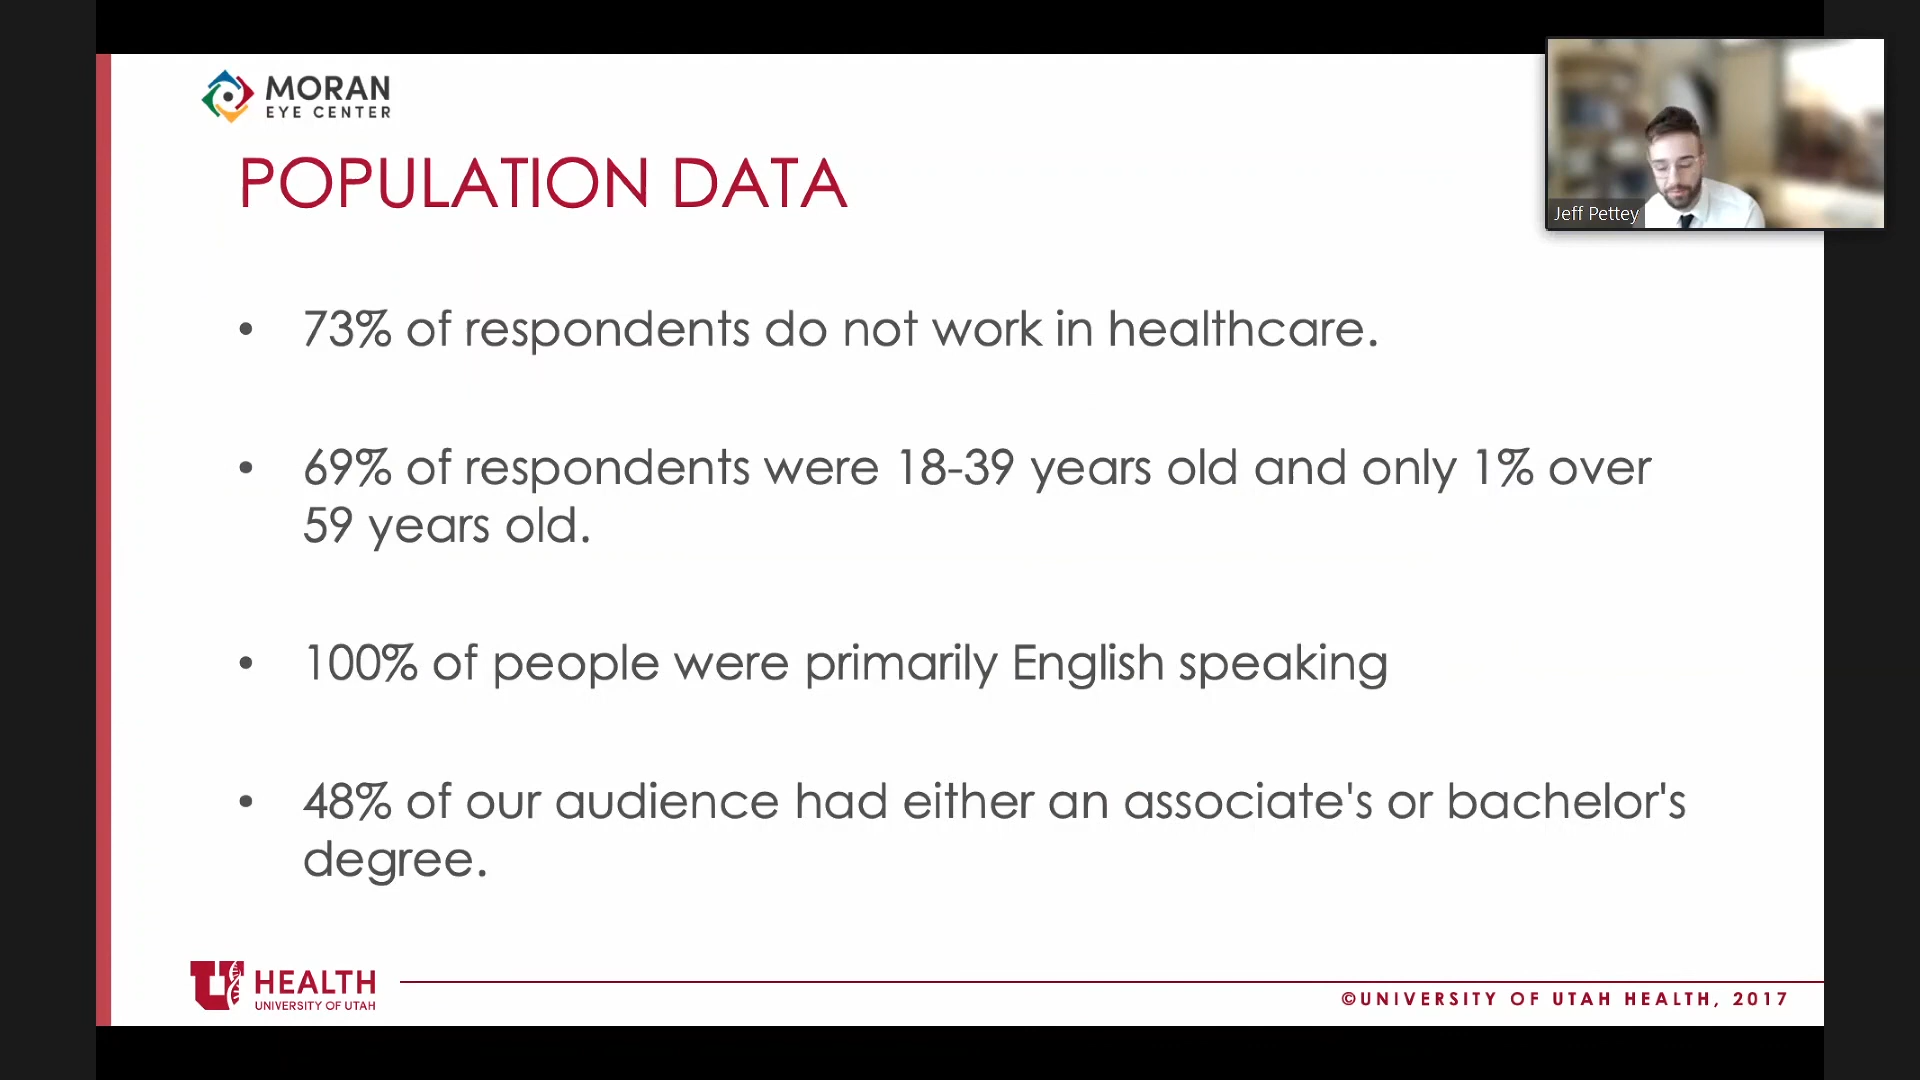 MORAN
EYE CENTER
POPULATION DATA
Jeff Pettey
• 73% of respondents do not work in healthcare.
• 69% of respondents were 18-39 years old and only 1% over
59 years old.
• 100% of people were primarily English speaking
• 48% of our audience had either an associate's or bachelor's
degree.
U HEALTH
UNIVERSITY OF UTAH
©UNIVERSITY OF UTAH HEALTH, 2017